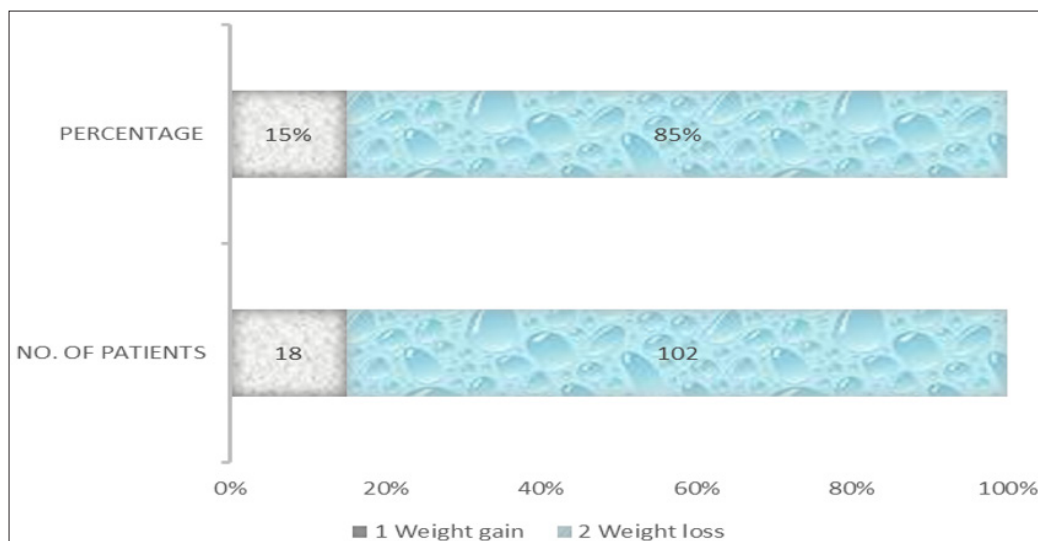 PERCENTAGE
15%
85%
NO. OF PATIENTS
18
102
0%
20%
40%
60%
80%
100%
1 Weight gain
2 Weight loss